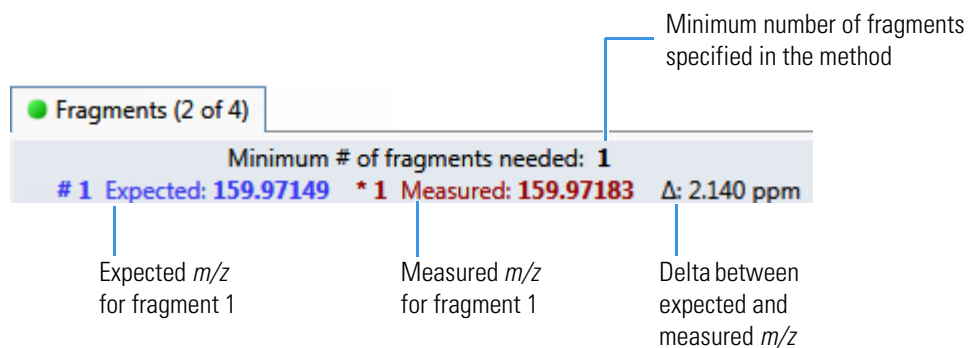 Minimum number of fragments
specified in the method
Fragments (2 of 4)
Minimum # of fragments needed: 1
# 1 Expected: 159.97149 * 1 Measured: 159.97183 Δ: 2.140 ppm
Expected m/z
for fragment 1
Measured m/z
for fragment 1
Delta between
expected and
measured m/z